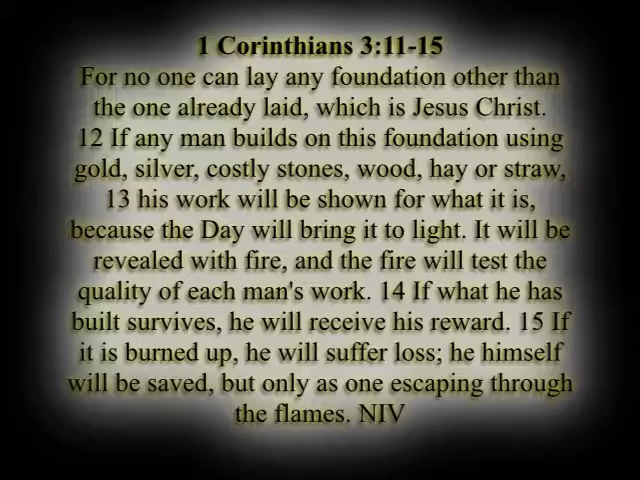 1 Corinthians 3:11-15
For no one can lay any foundation other than
the one already laid, which is Jesus Christ.
12 If any man builds on this foundation using
gold, silver, costly stones, wood, hay or straw,
13 his work will be shown for what it is,
because the Day will bring it to light. It will be
revealed with fire, and the fire will test the
quality of each man's work. 14 If what he has
built survives, he will receive his reward. 15 If
it is burned up, he will suffer loss; he himself
will be saved, but only as one escaping through
the flames. NIV